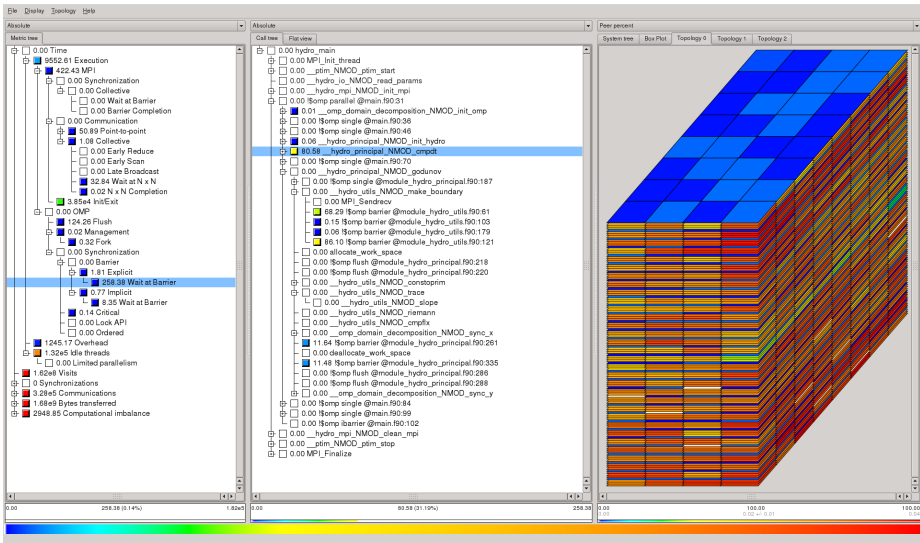 File Display Topology Help
Absolute
Metric tree
0.00 Time
9552.61 Execution
422.43 MPI
0.00 Synchronization
0.00 Collective
0.00 Wait at Barrier
0.00 Barrier Completion
0.00 Communication
50.89 Point-to-point
1.08 Collective
0.00 Early Reduce
0.00 Early Scan
0.00 Late Broadcast
32.84 Wait at N x N
0.02 N x N Completion
3.85e4 Init/Exit
0.00 OMP
124.26 Flush
0.02 Management
0.32 Fork
0.00 Synchronization
0.00 Barrier
1.81 Explicit
258.38 Wait at Barrier
0.77 Implicit
8.35 Wait at Barrier
0.14 Critical
0.00 Lock API
0.00 Ordered
1245.17 Overhead
1.32e5 Idle threads
0.00 Limited parallelism
1.62e8 Visits
0 Synchronizations
3.28e5 Communications
1.68e9 Bytes transferred
2948.85 Computational imbalance
0.00 258.38 (0.14%) 1.82e5
Absolute
Call tree Flat view
0.00 hydro_main
0.00 MPI_Init_thread
0.00 __ptim_NMOD_ptim_start
0.00 __hydro_io_NMOD_read_params
0.00 __hydro_mpi_NMOD_init_mpi
0.00 !$omp parallel @main.f90:31
0.01 __omp_domain_decomposition_NMOD_init_omp
0.00 !$omp single @main.f90:36
0.00 !$omp single @main.f90:46
0.06 __hydro_principal_NMOD_init_hydro
80.58 __hydro_principal_NMOD_cmpdt
0.00 !$omp single @main.f90:70
0.00 __hydro_principal_NMOD_godunov
0.00 !$omp single @module_hydro_principal.f90:187
0.00 __hydro_utils_NMOD_make_boundary
0.00 MPI_Sendrecv
68.29 !$omp barrier @module_hydro_utils.f90:61
0.15 !$omp barrier @module_hydro_utils.f90:103
0.06 !$omp barrier @module_hydro_utils.f90:179
86.10 !$omp barrier @module_hydro_utils.f90:121
0.00 allocate_work_space
0.00 !$omp flush @module_hydro_principal.f90:218
0.00 !$omp flush @module_hydro_principal.f90:220
0.00 __hydro_utils_NMOD_constoprim
0.00 __hydro_utils_NMOD_trace
0.00 __hydro_utils_NMOD_slope
0.00 __hydro_utils_NMOD_riemann
0.00 __hydro_utils_NMOD_cmpflx
0.00 __omp_domain_decomposition_NMOD_sync_x
11.64 !$omp barrier @module_hydro_principal.f90:261
0.00 deallocate_work_space
11.48 !$omp barrier @module_hydro_principal.f90:335
0.00 !$omp flush @module_hydro_principal.f90:286
0.00 !$omp flush @module_hydro_principal.f90:288
0.00 __omp_domain_decomposition_NMOD_sync_y
0.00 !$omp single @main.f90:84
0.00 !$omp single @main.f90:99
0.00 !$omp ibarrier @main.f90:102
0.00 __hydro_mpi_NMOD_clean_mpi
0.00 __ptim_NMOD_ptim_stop
0.00 MPI_Finalize
0.00 80.58 (31.19%) 258.38
Peer percent
System tree Box Plot Topology 0 Topology 1 Topology 2
0.00 100.00 100.00
0.00 0.02 +/- 0.01 0.04